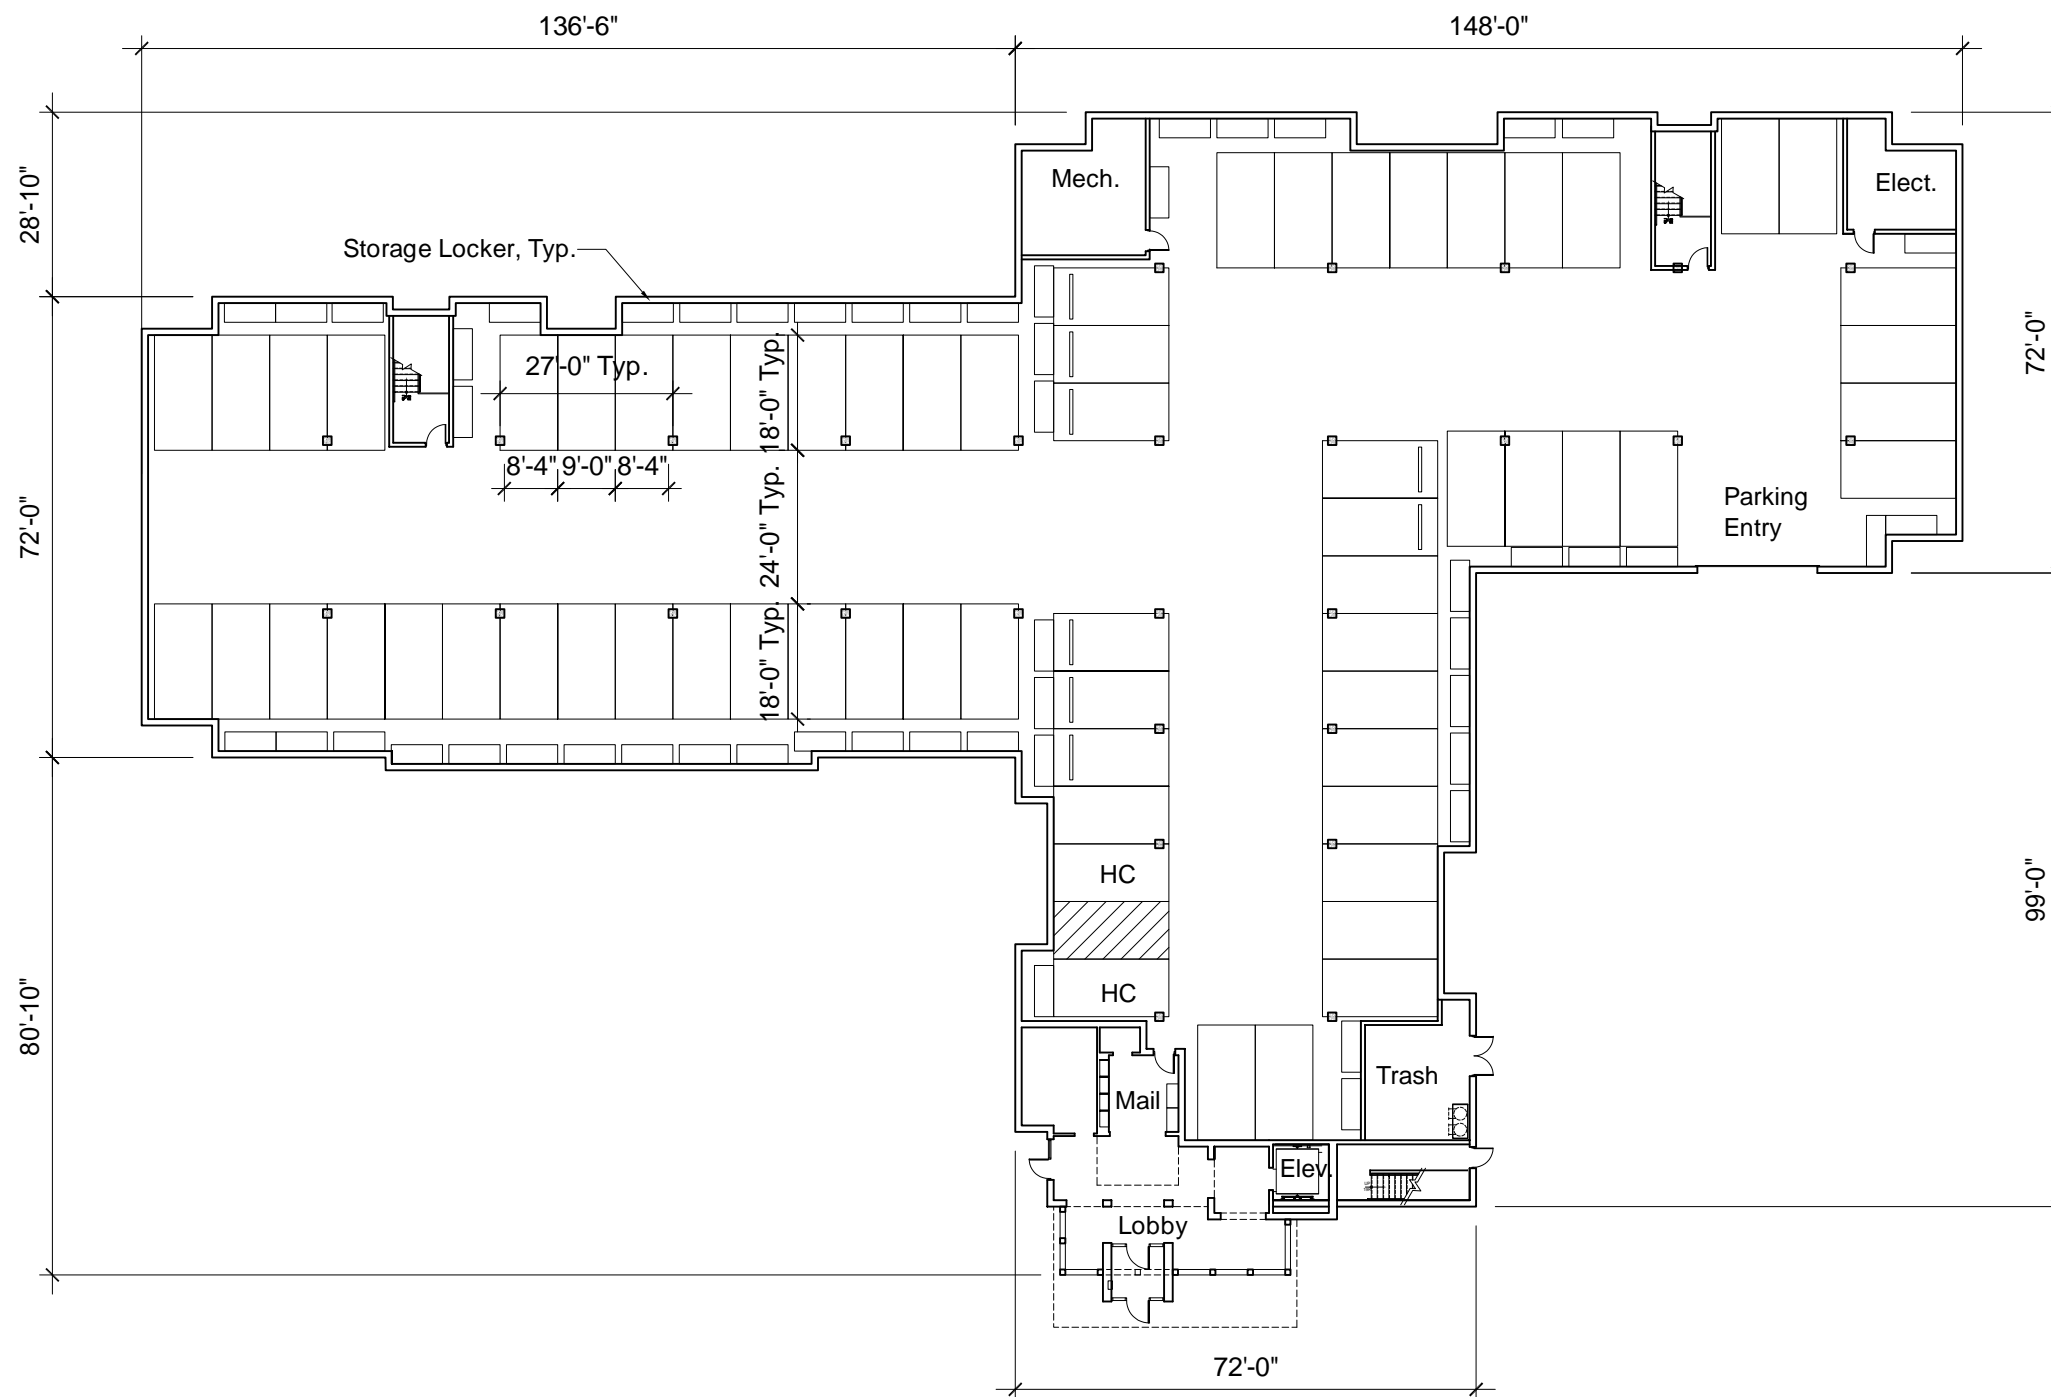 136'-6"
148'-0"
28'-10"
Mech.
Elect.
Storage Locker, Typ.
72'-0"
27'-0" Typ.
18'-0" Typ.
8'-4"
9'-0"
8'-4"
24'-0" Typ.
72'-0"
Parking
Entry
18'-0" Typ.
HC
99'-0"
HC
80'-10"
Trash
Mail
Elev.
Lobby
72'-0"